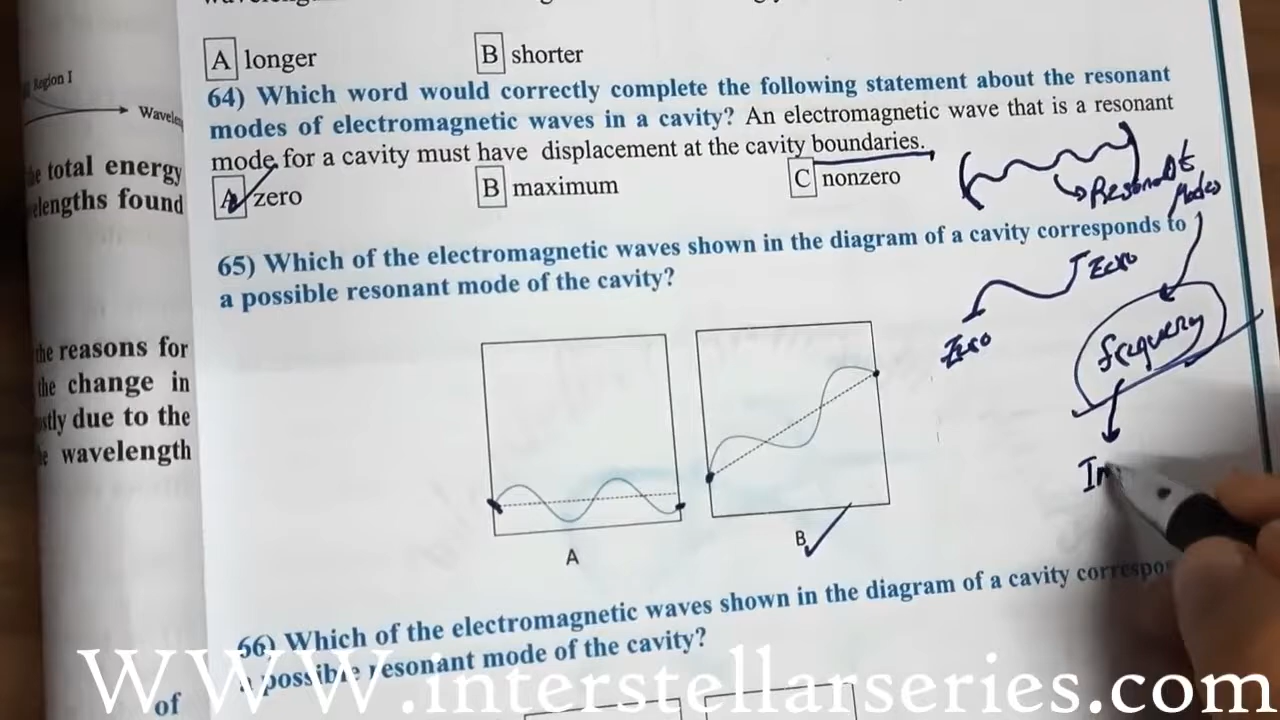 A longer
B shorter
Region I
Wavelen
64) Which word would correctly complete the following statement about the resonant
modes of electromagnetic waves in a cavity? An electromagnetic wave that is a resonant
mode for a cavity must have displacement at the cavity boundaries.
A zero
B maximum
C nonzero
the total energy
velengths found
Modes
65) Which of the electromagnetic waves shown in the diagram of a cavity corresponds to
a possible resonant mode of the cavity?
Zero
Zero
frequency
the reasons for
the change in
ostly due to the
wavelength
In
A
B
66) Which of the electromagnetic waves shown in the diagram of a cavity correspo
a possible resonant mode of the cavity?
of
WWW.interstellarseries.com